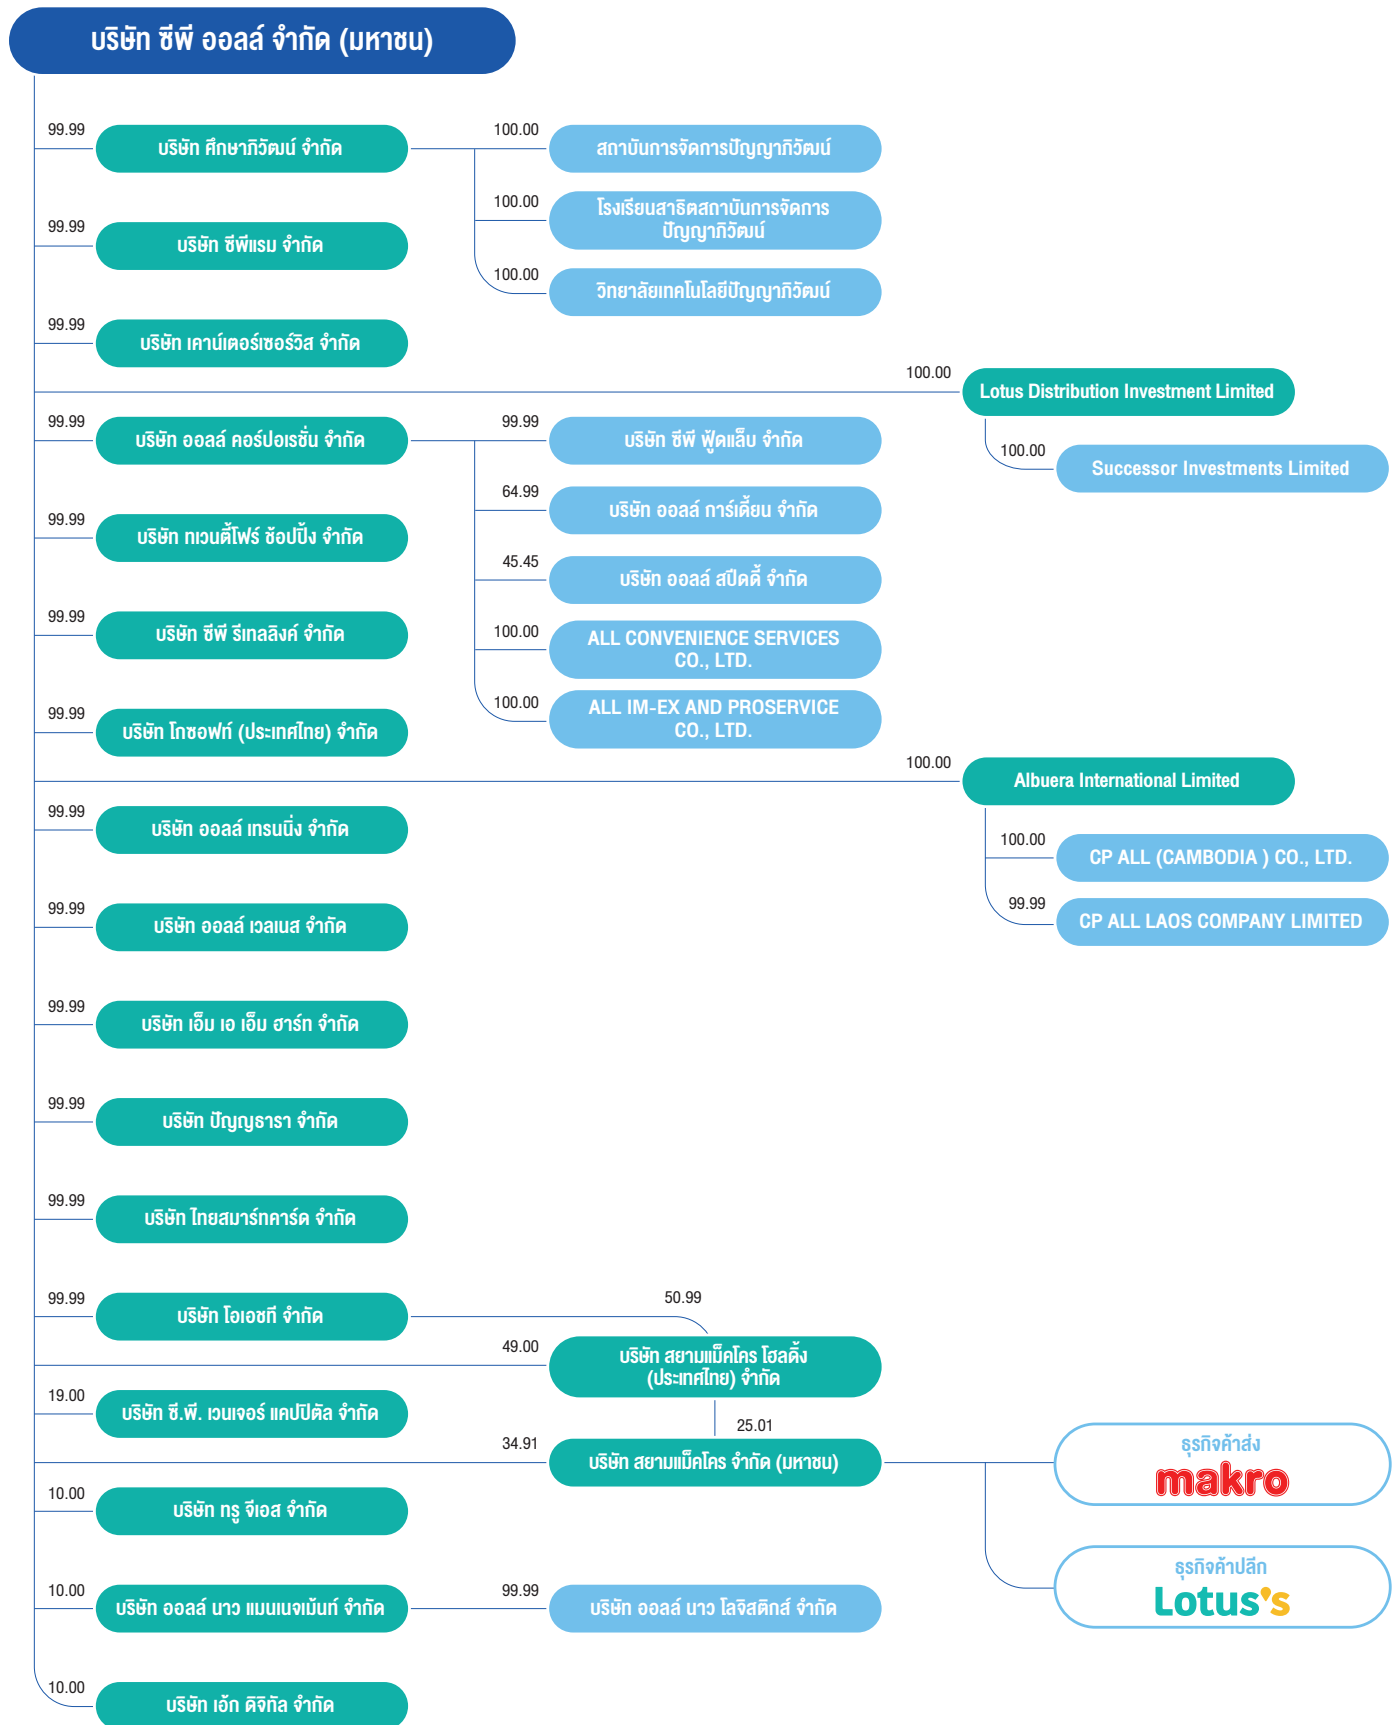 บริษัท ซีพี ออลล์ จำกัด (มหาชน)
99.99
บริษัท ศึกษาภิวัฒน์ จำกัด
100.00
สถาบันการจัดการปัญญาภิวัฒน์
100.00
โรงเรียนสาธิตสถาบันการจัดการ
ปัญญาภิวัฒน์
100.00
วิทยาลัยเทคโนโลยีปัญญาภิวัฒน์
99.99
บริษัท ซีพีแรม จำกัด
99.99
บริษัท เคาน์เตอร์เซอร์วิส จำกัด
100.00
Lotus Distribution Investment Limited
100.00
Successor Investments Limited
99.99
บริษัท ออลล์ คอร์ปอเรชั่น จำกัด
99.99
บริษัท ซีพี ฟู้ดแล็บ จำกัด
64.99
บริษัท ออลล์ การ์เดี้ยน จำกัด
45.45
บริษัท ออลล์ สปีดดี้ จำกัด
100.00
ALL CONVENIENCE SERVICES
CO., LTD.
100.00
ALL IM-EX AND PROSERVICE
CO., LTD.
99.99
บริษัท ทเวนตี้โฟร์ ช้อปปิ้ง จำกัด
99.99
บริษัท ซีพี รีเทลลิงค์ จำกัด
99.99
บริษัท โกซอฟท์ (ประเทศไทย) จำกัด
100.00
Albuera International Limited
100.00
CP ALL (CAMBODIA ) CO., LTD.
99.99
CP ALL LAOS COMPANY LIMITED
99.99
บริษัท ออลล์ เทรนนิ่ง จำกัด
99.99
บริษัท ออลล์ เวลเนส จำกัด
99.99
บริษัท เอ็ม เอ เอ็ม ฮาร์ท จำกัด
99.99
บริษัท ปัญญธารา จำกัด
99.99
บริษัท ไทยสมาร์ทคาร์ด จำกัด
99.99
บริษัท โอเอชที จำกัด
50.99
49.00
บริษัท สยามแม็คโคร โฮลดิ้ง
(ประเทศไทย) จำกัด
19.00
บริษัท ซี.พี. เวนเจอร์ แคปปิตัล จำกัด
25.01
34.91
บริษัท สยามแม็คโคร จำกัด (มหาชน)
ธุรกิจค้าส่ง
makro
ธุรกิจค้าปลีก
Lotus's
10.00
บริษัท ทรู จีเอส จำกัด
10.00
บริษัท ออลล์ นาว แมนเนจเม้นท์ จำกัด
99.99
บริษัท ออลล์ นาว โลจิสติกส์ จำกัด
10.00
บริษัท เอ้ก ดิจิทัล จำกัด